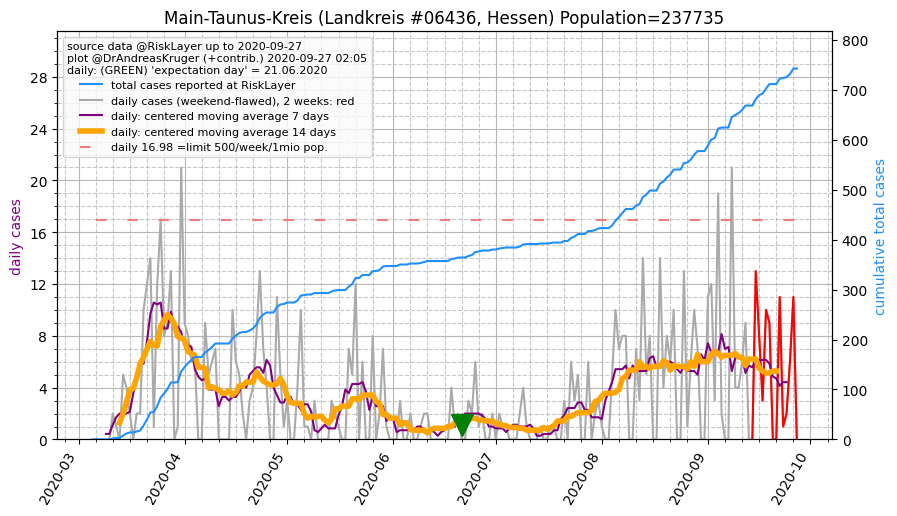 Main-Taunus-Kreis (Landkreis #06436, Hessen) Population=237735
source data @RiskLayer up to 2020-09-27
plot @DrAndreasKruger (+contrib.) 2020-09-27 02:05
daily: (GREEN) 'expectation day' = 21.06.2020
total cases reported at RiskLayer
daily cases (weekend-flawed), 2 weeks: red
daily: centered moving average 7 days
daily: centered moving average 14 days
daily 16.98 =limit 500/week/1mio pop.
daily cases
28
24
20
16
12
8
4
0
cumulative total cases
800
700
600
500
400
300
200
100
0
2020-03
2020-04
2020-05
2020-06
2020-07
2020-08
2020-09
2020-10